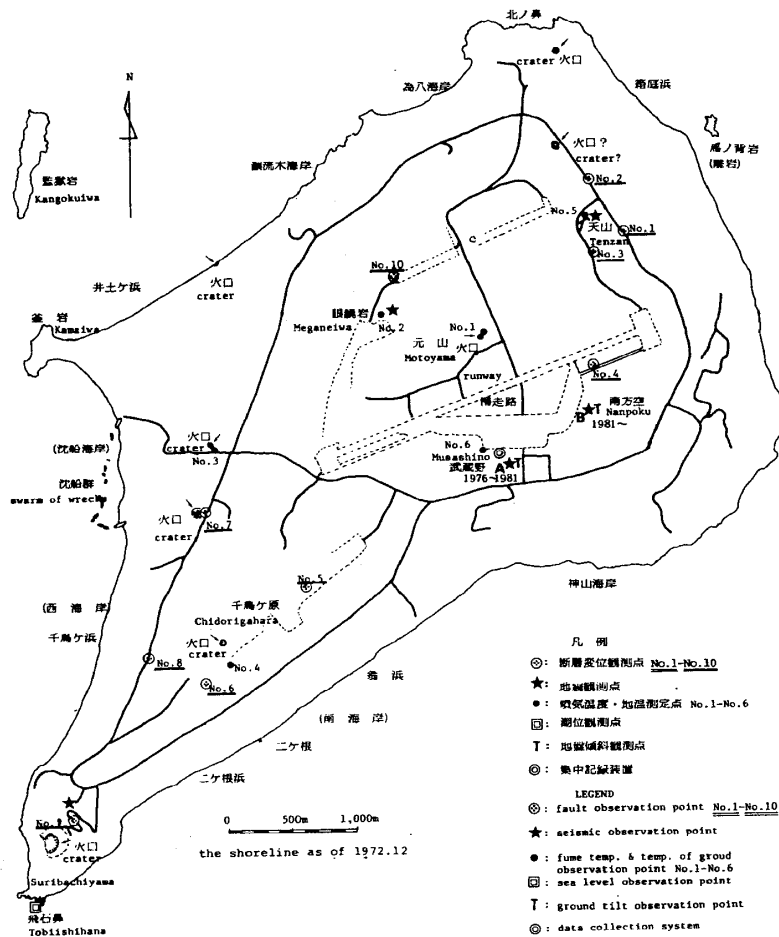 北ノ鼻
crater 火口
箱庭浜
為八海岸
N
監獄岩
Kangokuiwa
火口?
crater?
No.2
No.5
天山
Tenzan
No.1
No.3
No.10
火口
crater
井土ケ浜
釜 岩
Kamaiwa
眼鏡岩
Meganeiwa
No.2
No.1
元 山 火口
Motoyama
runway
No.4
南方空
Nanpoku
1981~
B T
No.6
Musashino
武蔵野
A T
1976~1981
火口
crater
No.3
(沈船海岸)
沈船群
swarm of wrecks
火口
crater
No.7
神山海岸
No.5
千鳥ケ原
Chidorigahara
(西 海 岸)
千鳥ケ浜
火口
crater
No.4
No.8
No.6
翁 浜
(南 海 岸)
二ケ根
二ケ根浜
火口
crater
Suribachiyama
飛石鼻
Tobiishihana
0 500m 1,000m
the shoreline as of 1972.12
凡 例
: 断層変位観測点 No.1-No.10
: 地震観測点
: 噴気温度・地温測定点 No.1-No.6
: 潮位観測点
T : 地盤傾斜観測点
: 集中記録装置
LEGEND
: fault observation point No.1-No.10
: seismic observation point
: fume temp. & temp. of groud
observation point No.1-No.6
: sea level observation point
T : ground tilt observation point
: data collection system